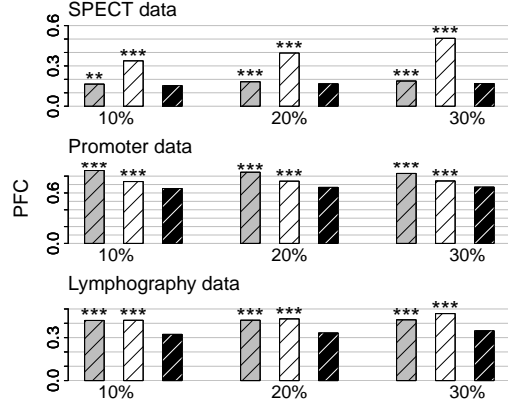 SPECT data
0.6
0.3
0.0
** *** *** *** *** ***
10% 20% 30%
Promoter data
PFC
0.6
0.0
*** *** *** *** *** ***
10% 20% 30%
Lymphography data
0.3
0.0
*** *** *** *** *** ***
10% 20% 30%